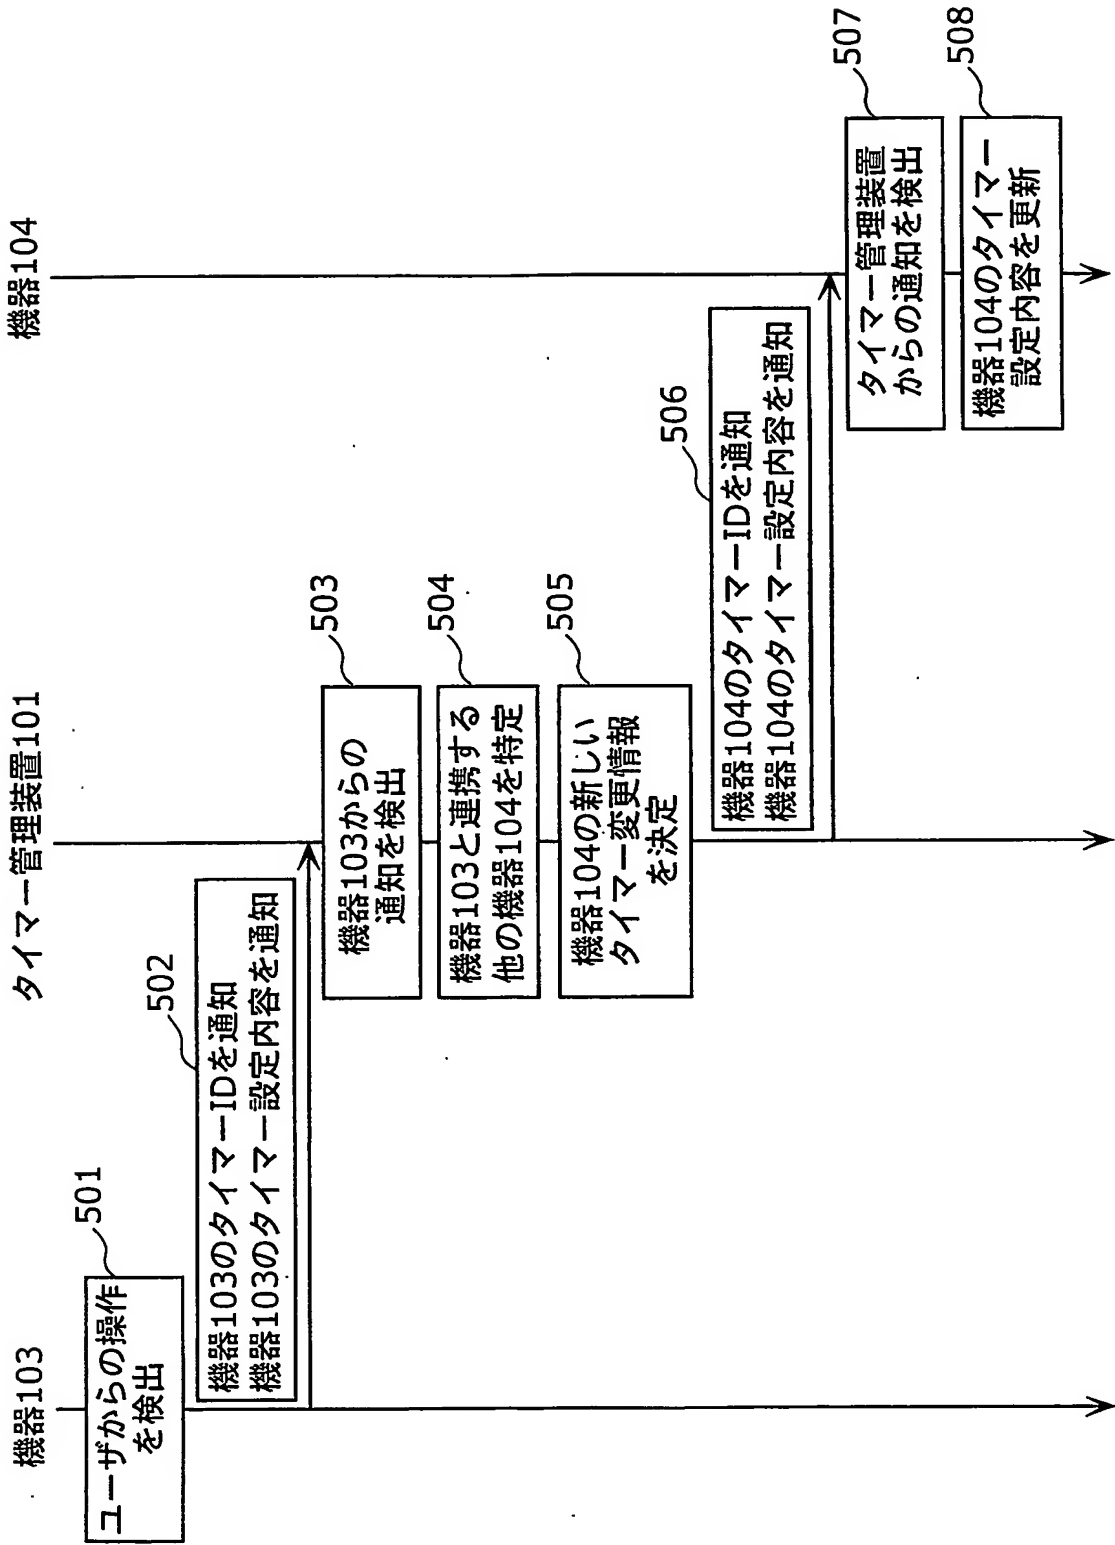 機器103
タイマー管理装置101
機器104
501
ユーザからの操作
を検出
502
機器103のタイマーIDを通知
機器103のタイマー設定内容を通知
503
機器103からの
通知を検出
504
機器103と連携する
他の機器104を特定
505
機器104の新しい
タイマー変更情報
を決定
506
機器104のタイマーIDを通知
機器104のタイマー設定内容を通知
507
タイマー管理装置
からの通知を検出
508
機器104のタイマー
設定内容を更新